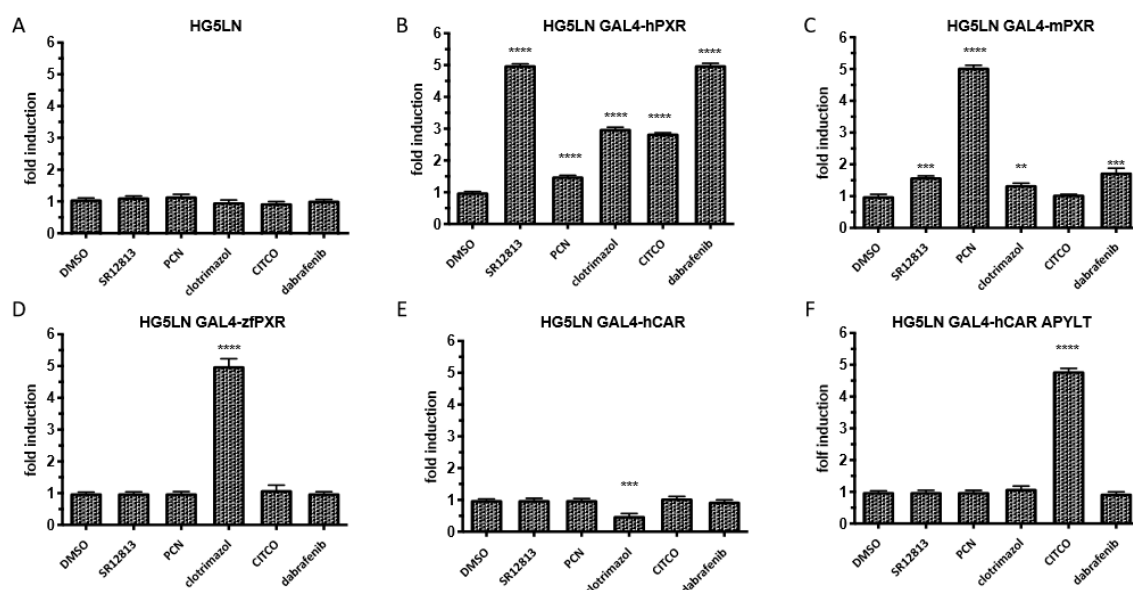 A
HG5LN
fold induction
6
5
4
3
2
1
0
DMSO
SR12813
PCN
clotrimazol
CITCO
dabrafenib
B
HG5LN GAL4-hPXR
fold induction
6
5
4
3
2
1
0
****
****
****
****
****
DMSO
SR12813
PCN
clotrimazol
CITCO
dabrafenib
C
HG5LN GAL4-mPXR
fold induction
6
5
4
3
2
1
0
***
****
**
***
DMSO
SR12813
PCN
clotrimazol
CITCO
dabrafenib
D
HG5LN GAL4-zfPXR
fold induction
6
5
4
3
2
1
0
****
DMSO
SR12813
PCN
clotrimazol
CITCO
dabrafenib
E
HG5LN GAL4-hCAR
fold induction
6
5
4
3
2
1
0
***
DMSO
SR12813
PCN
clotrimazol
CITCO
dabrafenib
F
HG5LN GAL4-hCAR APYLT
folf induction
6
5
4
3
2
1
0
****
DMSO
SR12813
PCN
clotrimazol
CITCO
dabrafenib